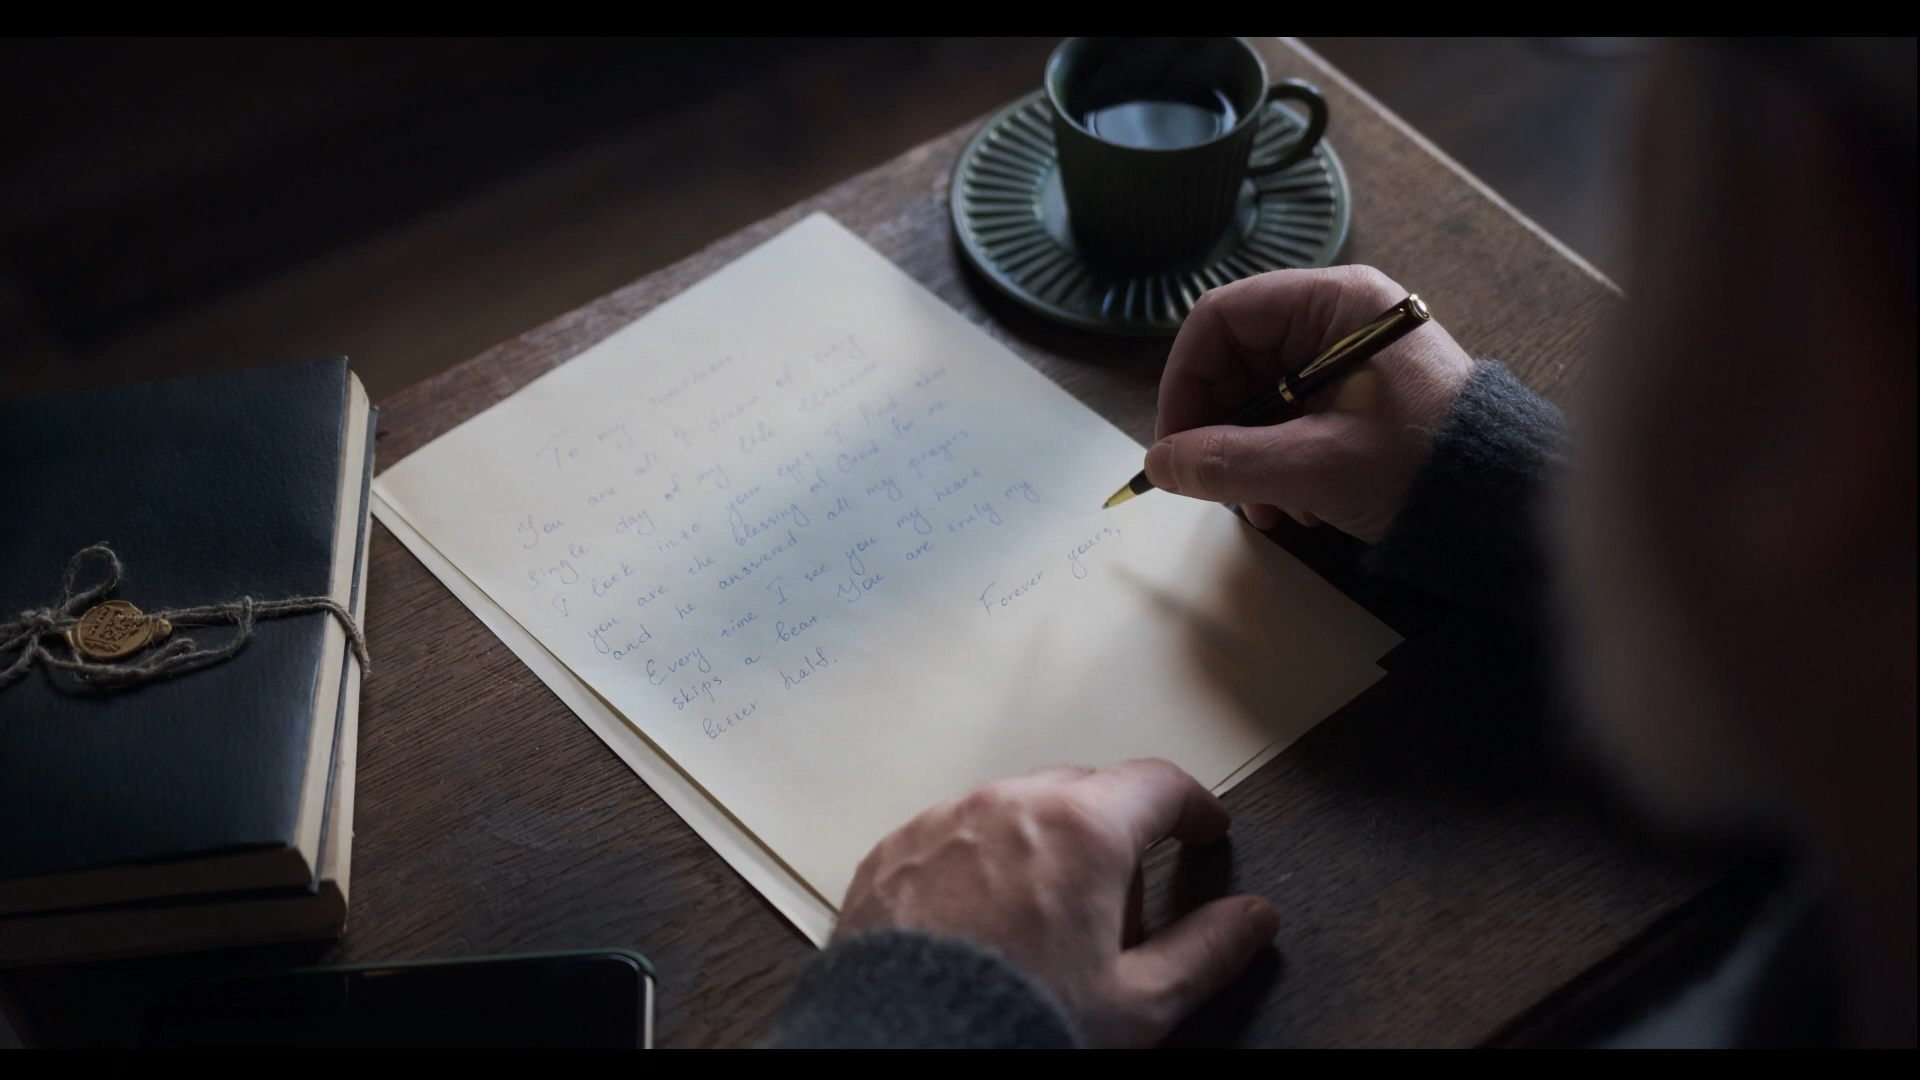 To my
You are all I dream of every
single day of my life. Whenever
I look into your eyes I find that
you are the blessing of God for me
and he answered all my prayers
Every time I see you my heart
skips a beat. You are truly my
better half.
Forever yours,